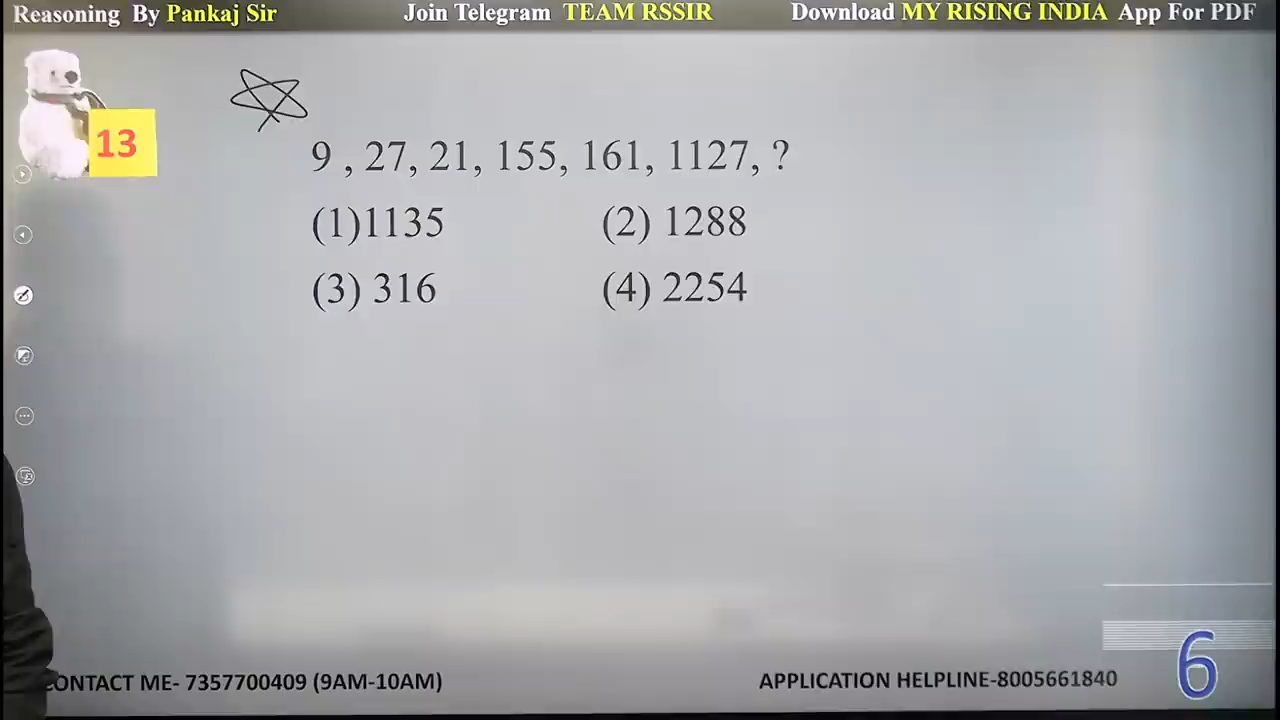 Reasoning By Pankaj Sir Join Telegram TEAM RSSIR Download MY RISING INDIA App For PDF
13
9 , 27, 21, 155, 161, 1127, ?
(1)1135 (2) 1288
(3) 316 (4) 2254
CONTACT ME- 7357700409 (9AM-10AM) APPLICATION HELPLINE-8005661840
6